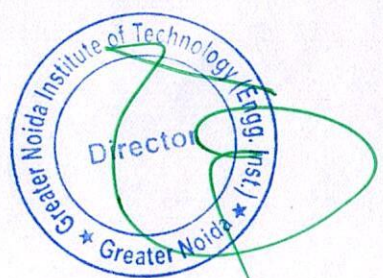 Greater Noida Institute of Technology (Engg. Inst.)
Director
★ Greater Noida ★